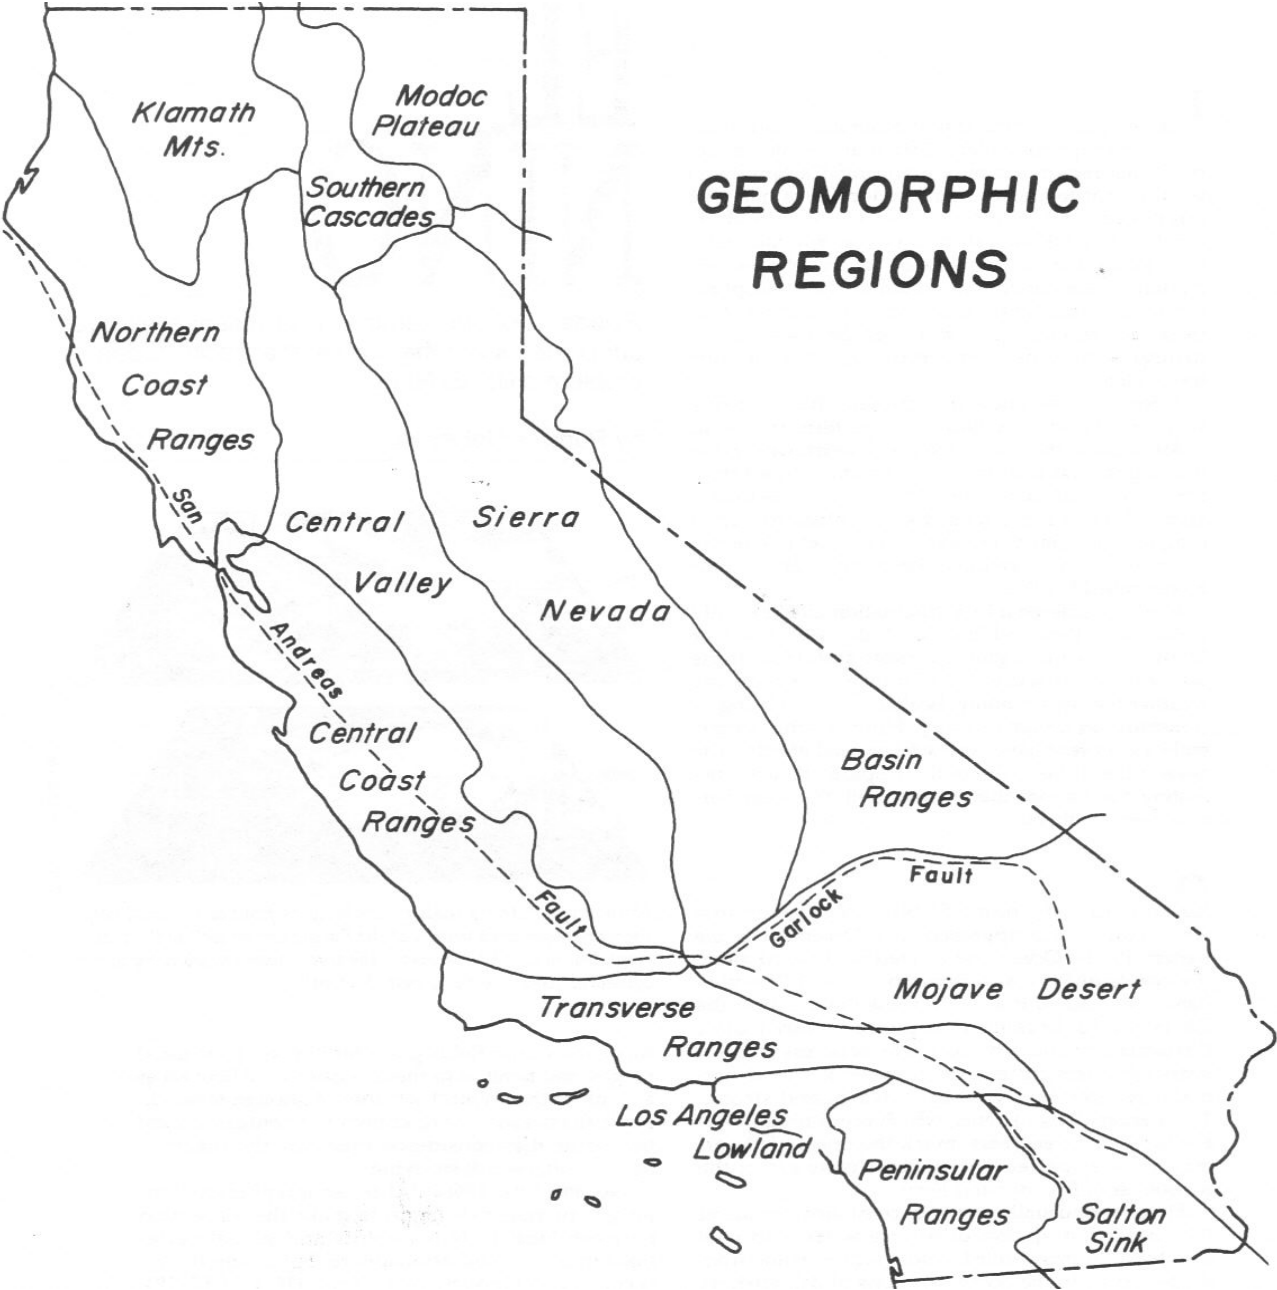 GEOMORPHIC
REGIONS
Klamath
Mts.
Modoc
Plateau
Southern
Cascades
Northern
Coast
Ranges
San
Andreas
Fault
Central
Valley
Sierra
Nevada
Central
Coast
Ranges
Basin
Ranges
Garlock
Fault
Mojave Desert
Transverse
Ranges
Los Angeles
Lowland
Peninsular
Ranges
Salton
Sink